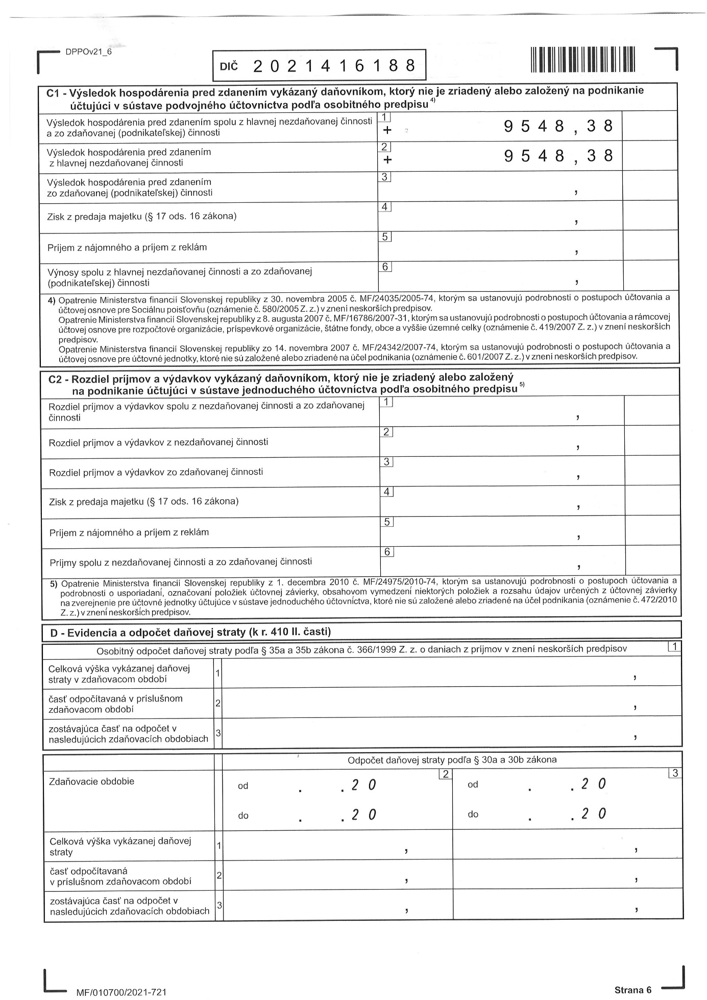 DPPOv21_6
DIČ 2021416188
C1 - Výsledok hospodárenia pred zdanením vykázaný daňovníkom, ktorý nie je zriadený alebo založený na podnikanie
účtujúci v sústave podvojného účtovníctva podľa osobitného predpisu 4)
Výsledok hospodárenia pred zdanením spolu z hlavnej nezdaňovanej činnosti
a zo zdaňovanej (podnikateľskej) činnosti
1
+ 9548,38
Výsledok hospodárenia pred zdanením
z hlavnej nezdaňovanej činnosti
2
+ 9548,38
Výsledok hospodárenia pred zdanením
zo zdaňovanej (podnikateľskej) činnosti
3
,
Zisk z predaja majetku (§ 17 ods. 16 zákona)
4
,
Príjem z nájomného a príjem z reklám
5
,
Výnosy spolu z hlavnej nezdaňovanej činnosti a zo zdaňovanej
(podnikateľskej) činnosti
6
,
4) Opatrenie Ministerstva financií Slovenskej republiky z 30. novembra 2005 č. MF/24035/2005-74, ktorým sa ustanovujú podrobnosti o postupoch účtovania a
účtovej osnove pre Sociálnu poisťovňu (oznámenie č. 580/2005 Z. z.) v znení neskorších predpisov.
Opatrenie Ministerstva financií Slovenskej republiky z 8. augusta 2007 č. MF/16786/2007-31, ktorým sa ustanovujú podrobnosti o postupoch účtovania a rámcovej
účtovej osnove pre rozpočtové organizácie, príspevkové organizácie, štátne fondy, obce a vyššie územné celky (oznámenie č. 419/2007 Z. z.) v znení neskorších
predpisov.
Opatrenie Ministerstva financií Slovenskej republiky zo 14. novembra 2007 č. MF/24342/2007-74, ktorým sa ustanovujú podrobnosti o postupoch účtovania a
účtovej osnove pre účtovné jednotky, ktoré nie sú založené alebo zriadené na účel podnikania (oznámenie č. 601/2007 Z. z.) v znení neskorších predpisov.
C2 - Rozdiel príjmov a výdavkov vykázaný daňovníkom, ktorý nie je zriadený alebo založený
na podnikanie účtujúci v sústave jednoduchého účtovníctva podľa osobitného predpisu 5)
Rozdiel príjmov a výdavkov spolu z nezdaňovanej činnosti a zo zdaňovanej
činnosti
1
,
Rozdiel príjmov a výdavkov z nezdaňovanej činnosti
2
,
Rozdiel príjmov a výdavkov zo zdaňovanej činnosti
3
,
Zisk z predaja majetku (§ 17 ods. 16 zákona)
4
,
Príjem z nájomného a príjem z reklám
5
,
Príjmy spolu z nezdaňovanej činnosti a zo zdaňovanej činnosti
6
,
5) Opatrenie Ministerstva financií Slovenskej republiky z 1. decembra 2010 č. MF/24975/2010-74, ktorým sa ustanovujú podrobnosti o postupoch účtovania a
podrobnosti o usporiadaní, označovaní položiek účtovnej závierky, obsahovom vymedzení niektorých položiek a rozsahu údajov určených z účtovnej závierky
na zverejnenie pre účtovné jednotky účtujúce v sústave jednoduchého účtovníctva, ktoré nie sú založené alebo zriadené na účel podnikania (oznámenie č. 472/2010
Z. z.) v znení neskorších predpisov.
D - Evidencia a odpočet daňovej straty (k r. 410 II. časti)
Osobitný odpočet daňovej straty podľa § 35a a 35b zákona č. 366/1999 Z. z. o daniach z príjmov v znení neskorších predpisov 1
Celková výška vykázanej daňovej
straty v zdaňovacom období
1 ,
časť odpočítavaná v príslušnom
zdaňovacom období
2 ,
zostávajúca časť na odpočet v
nasledujúcich zdaňovacích obdobiach
3 ,
Odpočet daňovej straty podľa § 30a a 30b zákona
Zdaňovacie obdobie
2 3
od . . 20 od . . 20
do . . 20 do . . 20
Celková výška vykázanej daňovej
straty
1 , ,
časť odpočítavaná
v príslušnom zdaňovacom období
2 , ,
zostávajúca časť na odpočet v
nasledujúcich zdaňovacích obdobiach
3 , ,
MF/010700/2021-721
Strana 6